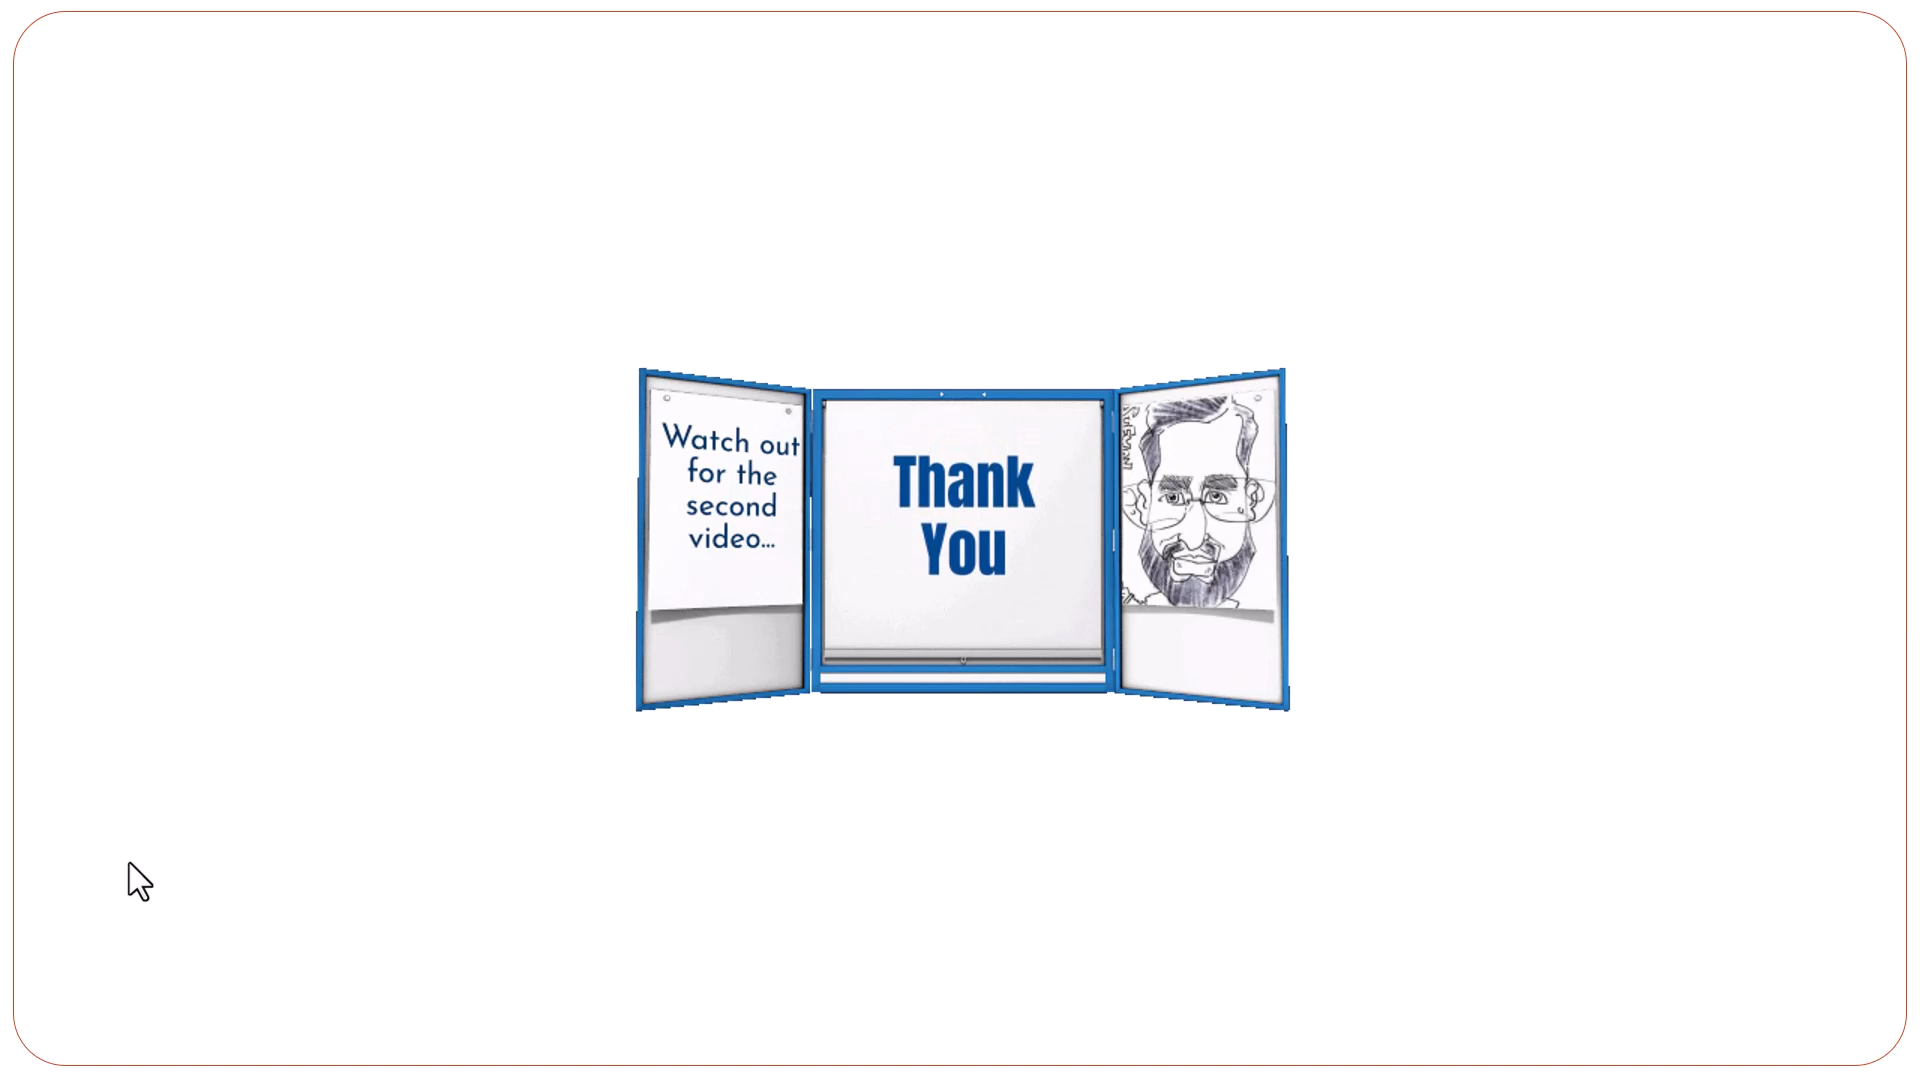 Watch out
for the
second
video...
Thank
You